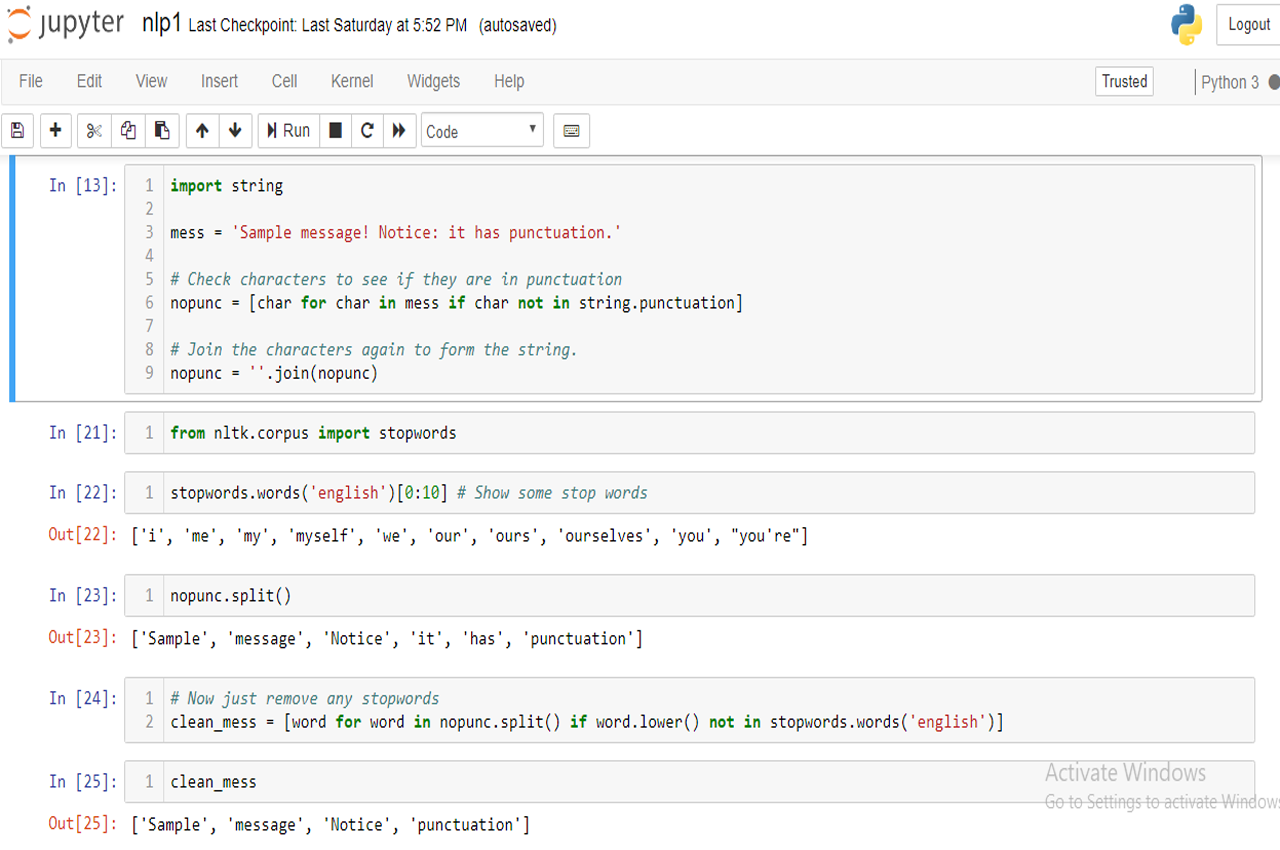 jupyter nlp1 Last Checkpoint: Last Saturday at 5:52 PM (autosaved) Logout
File Edit View Insert Cell Kernel Widgets Help Trusted Python 3
Run Code
In [13]:
1 import string
2
3 mess = 'Sample message! Notice: it has punctuation.'
4
5 # Check characters to see if they are in punctuation
6 nopunc = [char for char in mess if char not in string.punctuation]
7
8 # Join the characters again to form the string.
9 nopunc = ''.join(nopunc)
In [21]: 1 from nltk.corpus import stopwords
In [22]: 1 stopwords.words('english')[0:10] # Show some stop words
Out[22]: ['i', 'me', 'my', 'myself', 'we', 'our', 'ours', 'ourselves', 'you', "you're"]
In [23]: 1 nopunc.split()
Out[23]: ['Sample', 'message', 'Notice', 'it', 'has', 'punctuation']
In [24]: 1 # Now just remove any stopwords
2 clean_mess = [word for word in nopunc.split() if word.lower() not in stopwords.words('english')]
In [25]: 1 clean_mess
Out[25]: ['Sample', 'message', 'Notice', 'punctuation']
Activate Windows
Go to Settings to activate Windows